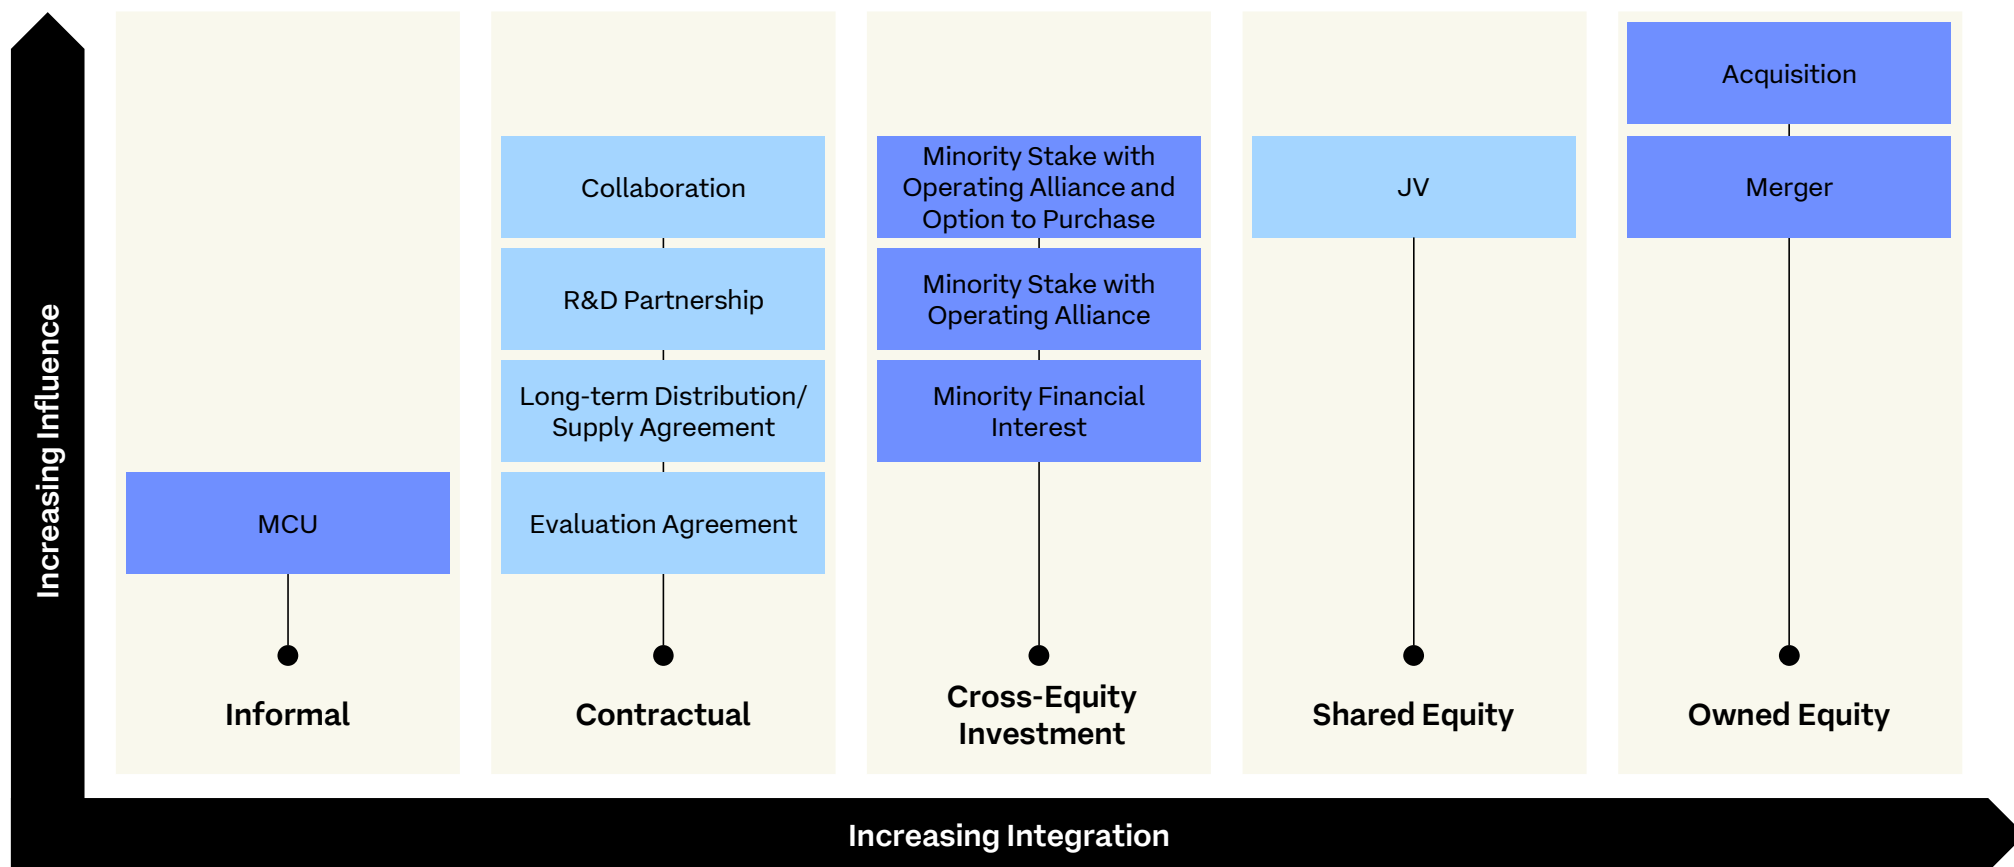 Increasing Influence
Acquisition
Collaboration
Minority Stake with
Operating Alliance and
Option to Purchase
JV
Merger
R&D Partnership
Minority Stake with
Operating Alliance
Long-term Distribution/
Supply Agreement
Minority Financial
Interest
MCU
Evaluation Agreement
Informal
Contractual
Cross-Equity
Investment
Shared Equity
Owned Equity
Increasing Integration